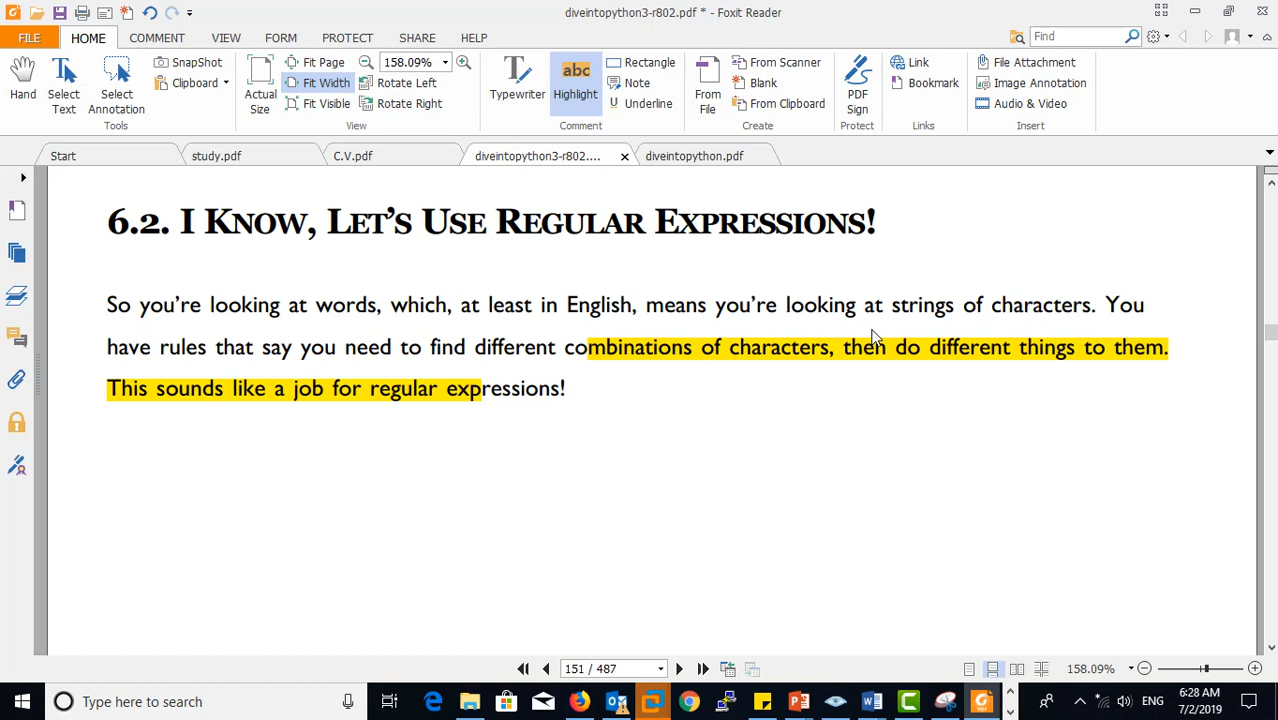 diveintopython3-r802.pdf * - Foxit Reader
FILE HOME COMMENT VIEW FORM PROTECT SHARE HELP Find
Hand
Select Text
Select Annotation
SnapShot
Clipboard
Tools
Actual Size
Fit Page
Fit Width
Fit Visible
158.09%
Rotate Left
Rotate Right
View
Typewriter
abc
Highlight
Rectangle
Note
Underline
Comment
From File
From Scanner
Blank
From Clipboard
Create
PDF Sign
Protect
Link
Bookmark
Links
File Attachment
Image Annotation
Audio & Video
Insert
Start study.pdf C.V.pdf diveintopython3-r802.... diveintopython.pdf
6.2. I KNOW, LET'S USE REGULAR EXPRESSIONS!
So you're looking at words, which, at least in English, means you're looking at strings of characters. You
have rules that say you need to find different combinations of characters, then do different things to them.
This sounds like a job for regular expressions!
151 / 487 158.09%
Type here to search
ENG
6:28 AM
7/2/2019